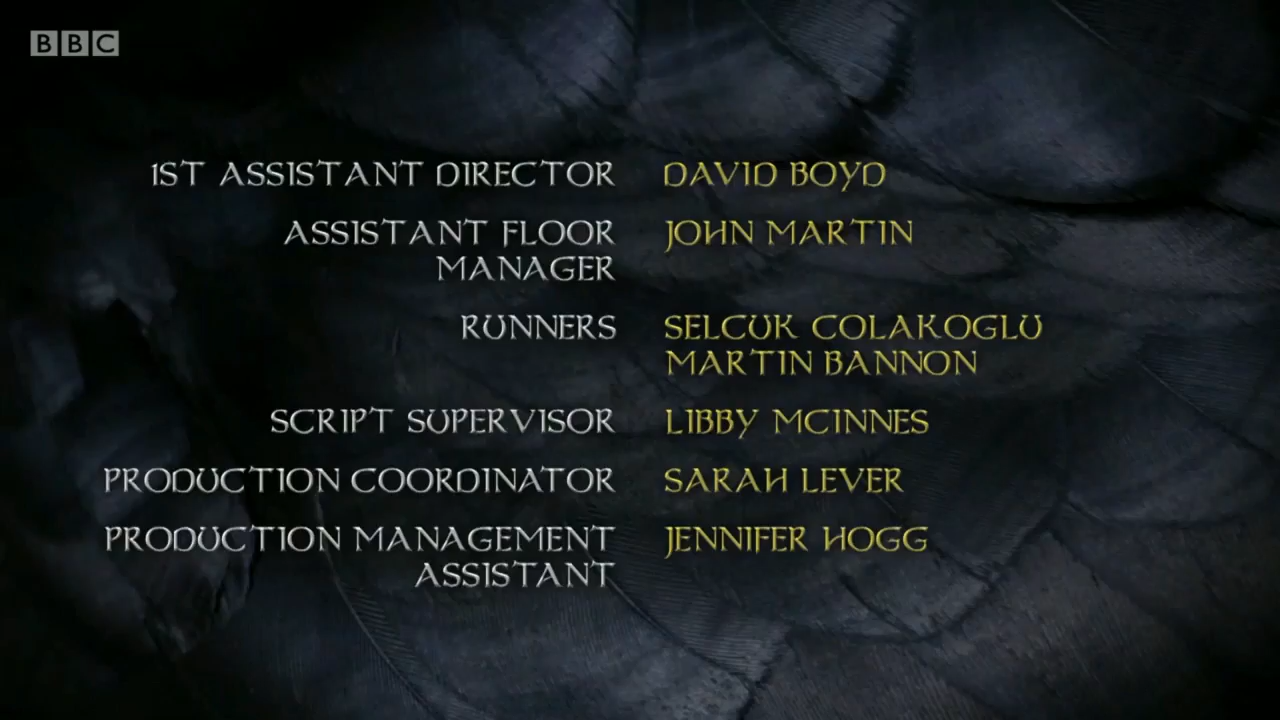 BBC
1ST ASSISTANT DIRECTOR DAVID BOYD
ASSISTANT FLOOR JOHN MARTIN
MANAGER
RUNNERS SELCUK COLAKOGLU
MARTIN BANNON
SCRIPT SUPERVISOR LIBBY MCINNES
PRODUCTION COORDINATOR SARAH LEVER
PRODUCTION MANAGEMENT JENNIFER HOGG
ASSISTANT